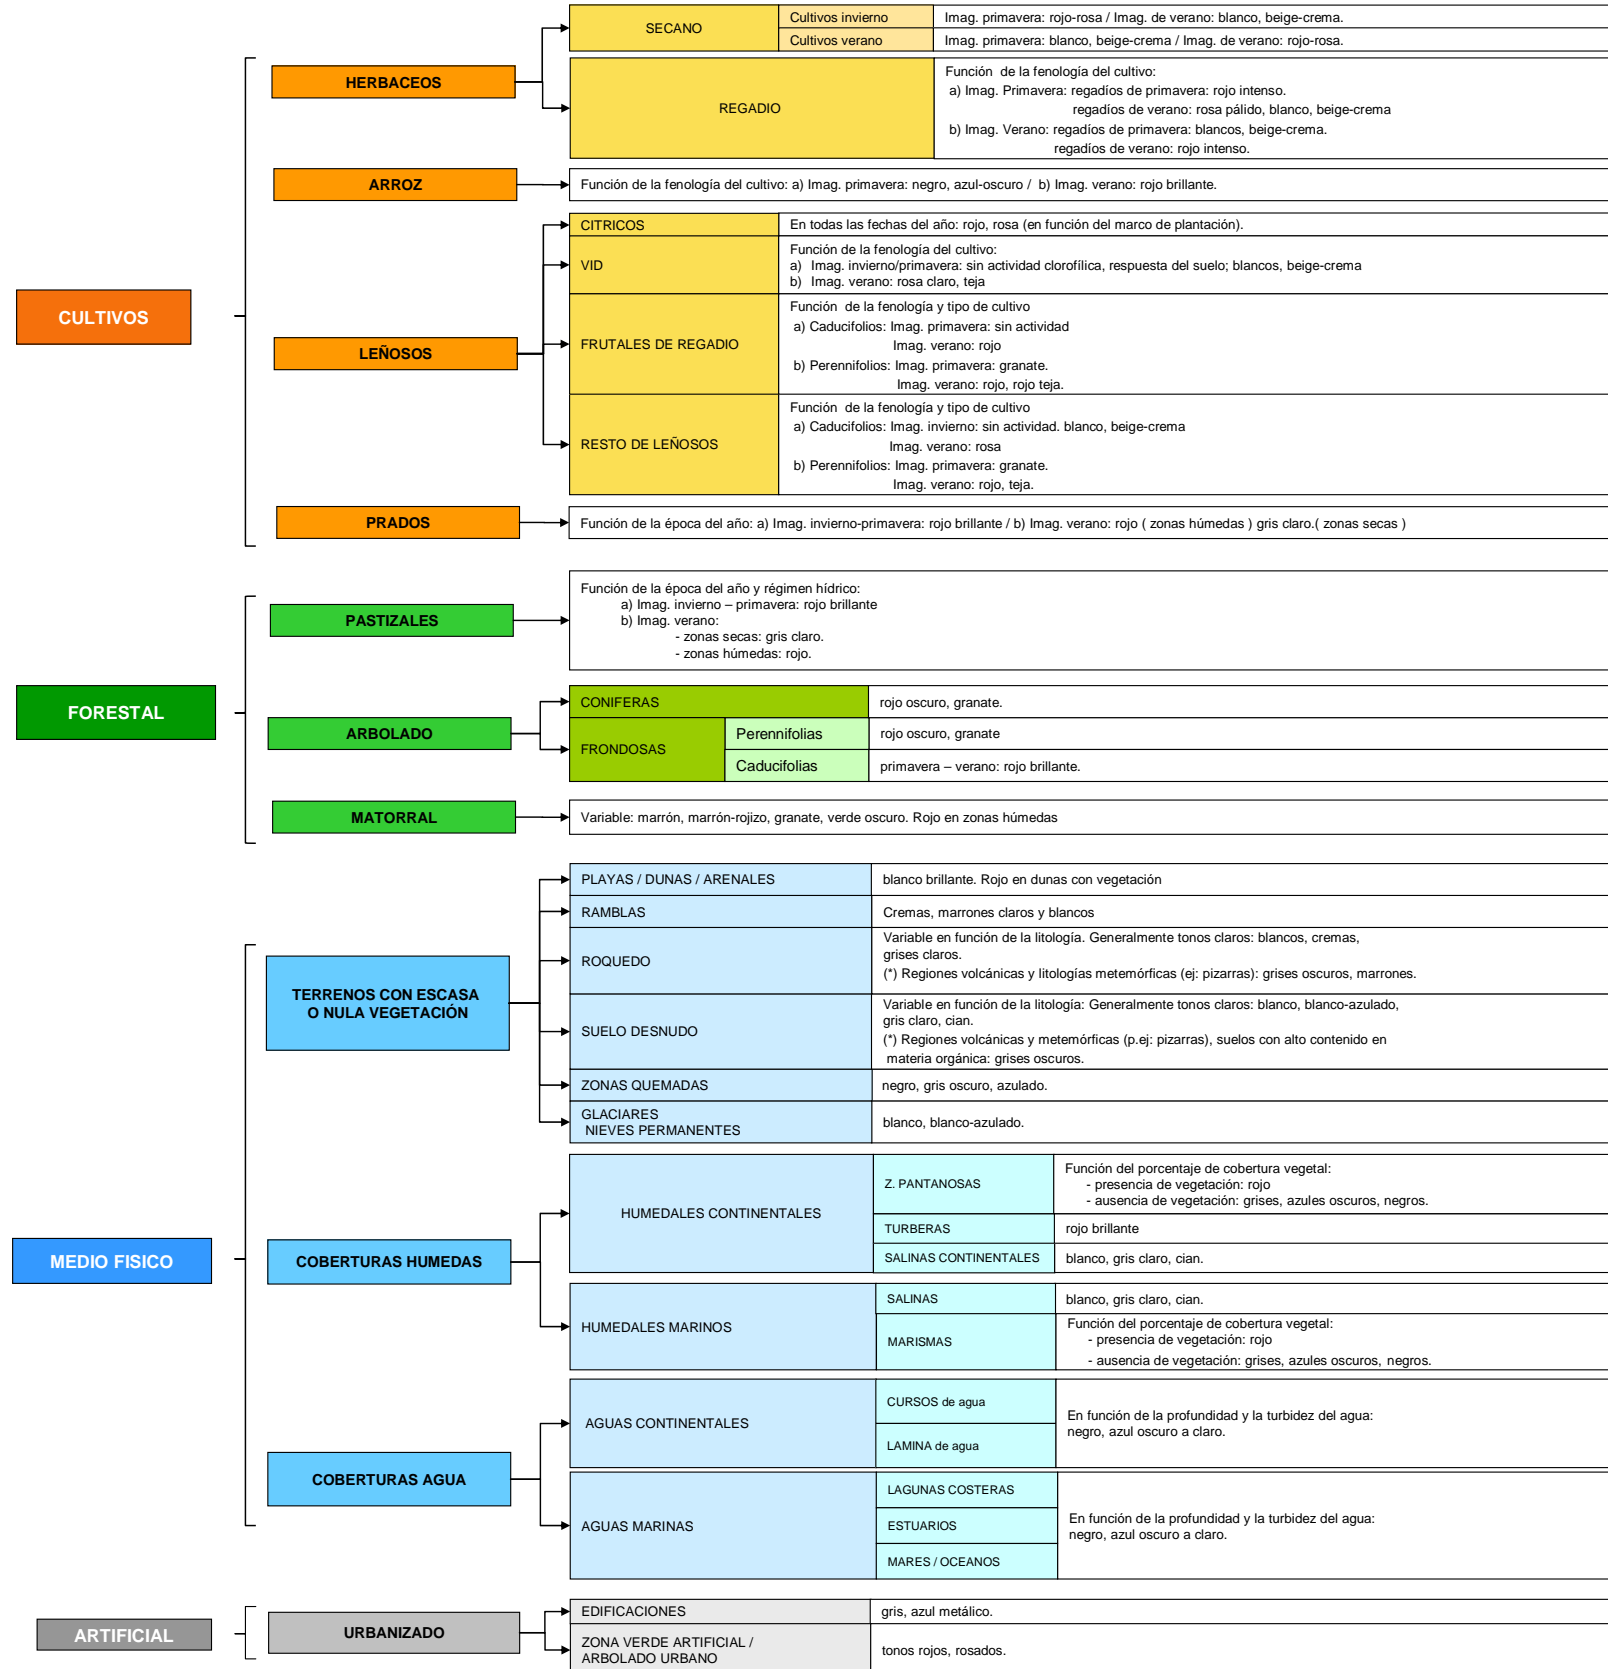 CULTIVOS
HERBACEOS
SECANO
Cultivos invierno
Imag. primavera: rojo-rosa / Imag. de verano: blanco, beige-crema.
Cultivos verano
Imag. primavera: blanco, beige-crema / Imag. de verano: rojo-rosa.
REGADIO
Función de la fenología del cultivo:
a) Imag. Primavera: regadíos de primavera: rojo intenso.
regadíos de verano: rosa pálido, blanco, beige-crema
b) Imag. Verano: regadíos de primavera: blancos, beige-crema.
regadíos de verano: rojo intenso.
ARROZ
Función de la fenología del cultivo: a) Imag. primavera: negro, azul-oscuro / b) Imag. verano: rojo brillante.
LEÑOSOS
CITRICOS
En todas las fechas del año: rojo, rosa (en función del marco de plantación).
VID
Función de la fenología del cultivo:
a) Imag. invierno/primavera: sin actividad clorofílica, respuesta del suelo; blancos, beige-crema
b) Imag. verano: rosa claro, teja
FRUTALES DE REGADIO
Función de la fenología y tipo de cultivo
a) Caducifolios: Imag. primavera: sin actividad
Imag. verano: rojo
b) Perennifolios: Imag. primavera: granate.
Imag. verano: rojo, rojo teja.
RESTO DE LEÑOSOS
Función de la fenología y tipo de cultivo
a) Caducifolios: Imag. invierno: sin actividad. blanco, beige-crema
Imag. verano: rosa
b) Perennifolios: Imag. primavera: granate.
Imag. verano: rojo, teja.
PRADOS
Función de la época del año: a) Imag. invierno-primavera: rojo brillante / b) Imag. verano: rojo ( zonas húmedas ) gris claro.( zonas secas )
FORESTAL
PASTIZALES
Función de la época del año y régimen hídrico:
a) Imag. invierno – primavera: rojo brillante
b) Imag. verano:
- zonas secas: gris claro.
- zonas húmedas: rojo.
ARBOLADO
CONIFERAS
rojo oscuro, granate.
FRONDOSAS
Perennifolias
rojo oscuro, granate
Caducifolias
primavera – verano: rojo brillante.
MATORRAL
Variable: marrón, marrón-rojizo, granate, verde oscuro. Rojo en zonas húmedas
MEDIO FISICO
TERRENOS CON ESCASA
O NULA VEGETACIÓN
PLAYAS / DUNAS / ARENALES
blanco brillante. Rojo en dunas con vegetación
RAMBLAS
Cremas, marrones claros y blancos
ROQUEDO
Variable en función de la litología. Generalmente tonos claros: blancos, cremas,
grises claros.
(*) Regiones volcánicas y litologías metemórficas (ej: pizarras): grises oscuros, marrones.
SUELO DESNUDO
Variable en función de la litología: Generalmente tonos claros: blanco, blanco-azulado,
gris claro, cian.
(*) Regiones volcánicas y metemórficas (p.ej: pizarras), suelos con alto contenido en
materia orgánica: grises oscuros.
ZONAS QUEMADAS
negro, gris oscuro, azulado.
GLACIARES
NIEVES PERMANENTES
blanco, blanco-azulado.
COBERTURAS HUMEDAS
HUMEDALES CONTINENTALES
Z. PANTANOSAS
Función del porcentaje de cobertura vegetal:
- presencia de vegetación: rojo
- ausencia de vegetación: grises, azules oscuros, negros.
TURBERAS
rojo brillante
SALINAS CONTINENTALES
blanco, gris claro, cian.
HUMEDALES MARINOS
SALINAS
blanco, gris claro, cian.
MARISMAS
Función del porcentaje de cobertura vegetal:
- presencia de vegetación: rojo
- ausencia de vegetación: grises, azules oscuros, negros.
COBERTURAS AGUA
AGUAS CONTINENTALES
CURSOS de agua
LAMINA de agua
En función de la profundidad y la turbidez del agua:
negro, azul oscuro a claro.
AGUAS MARINAS
LAGUNAS COSTERAS
ESTUARIOS
MARES / OCEANOS
En función de la profundidad y la turbidez del agua:
negro, azul oscuro a claro.
ARTIFICIAL
URBANIZADO
EDIFICACIONES
gris, azul metálico.
ZONA VERDE ARTIFICIAL /
ARBOLADO URBANO
tonos rojos, rosados.